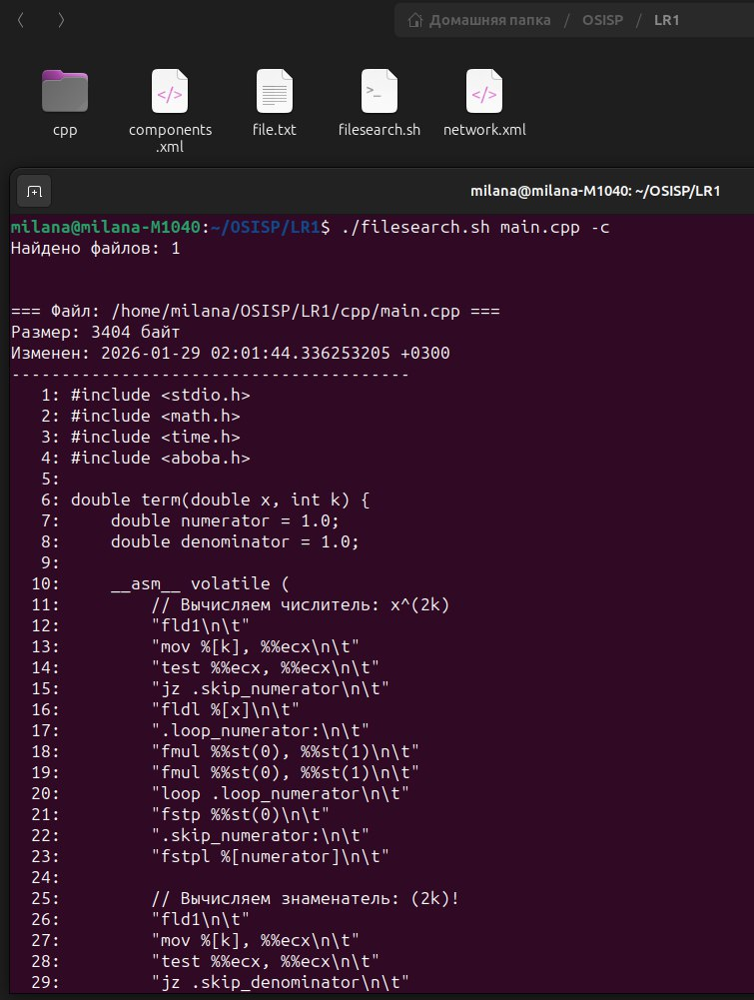 Домашняя папка / OSISP / LR1
cpp
components
.xml
file.txt
filesearch.sh
network.xml
milana@milana-M1040: ~/OSISP/LR1
milana@milana-M1040:~/OSISP/LR1$ ./filesearch.sh main.cpp -c
Найдено файлов: 1
=== Файл: /home/milana/OSISP/LR1/cpp/main.cpp ===
Размер: 3404 байт
Изменен: 2026-01-29 02:01:44.336253205 +0300
----------------------------------------
1: #include <stdio.h>
2: #include <math.h>
3: #include <time.h>
4: #include <aboba.h>
5:
6: double term(double x, int k) {
7:     double numerator = 1.0;
8:     double denominator = 1.0;
9:
10:     __asm__ volatile (
11:         // Вычисляем числитель: x^(2k)
12:         "fld1\n\t"
13:         "mov %[k], %%ecx\n\t"
14:         "test %%ecx, %%ecx\n\t"
15:         "jz .skip_numerator\n\t"
16:         "fldl %[x]\n\t"
17:         ".loop_numerator:\n\t"
18:         "fmul %%st(0), %%st(1)\n\t"
19:         "fmul %%st(0), %%st(1)\n\t"
20:         "loop .loop_numerator\n\t"
21:         "fstp %%st(0)\n\t"
22:         ".skip_numerator:\n\t"
23:         "fstpl %[numerator]\n\t"
24:
25:         // Вычисляем знаменатель: (2k)!
26:         "fld1\n\t"
27:         "mov %[k], %%ecx\n\t"
28:         "test %%ecx, %%ecx\n\t"
29:         "jz .skip_denominator\n\t"